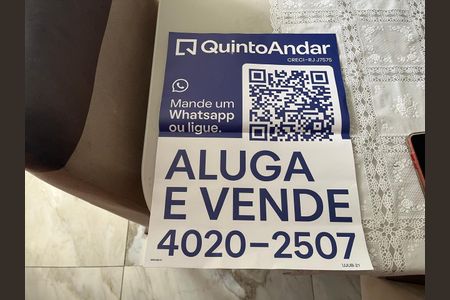 QuintoAndar
CRECI-RJ J7575
Mande um
Whatsapp
ou ligue.
ALUGA
E VENDE
4020-2507